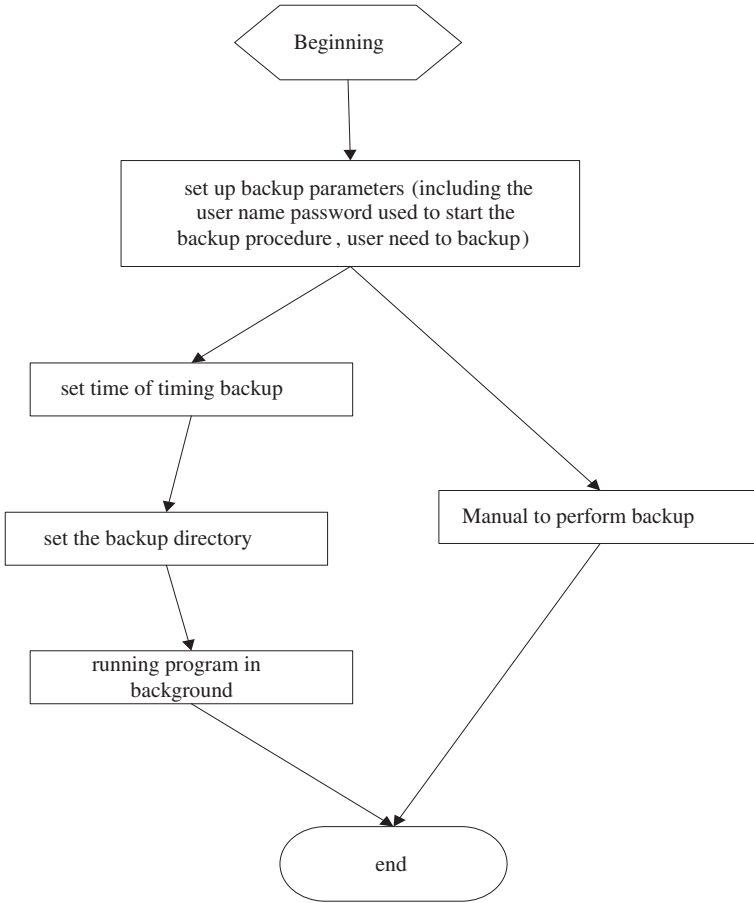 Beginning
set up backup parameters (including the
user name password used to start the
backup procedure, user need to backup)
set time of timing backup
Manual to perform backup
set the backup directory
running program in
background
end